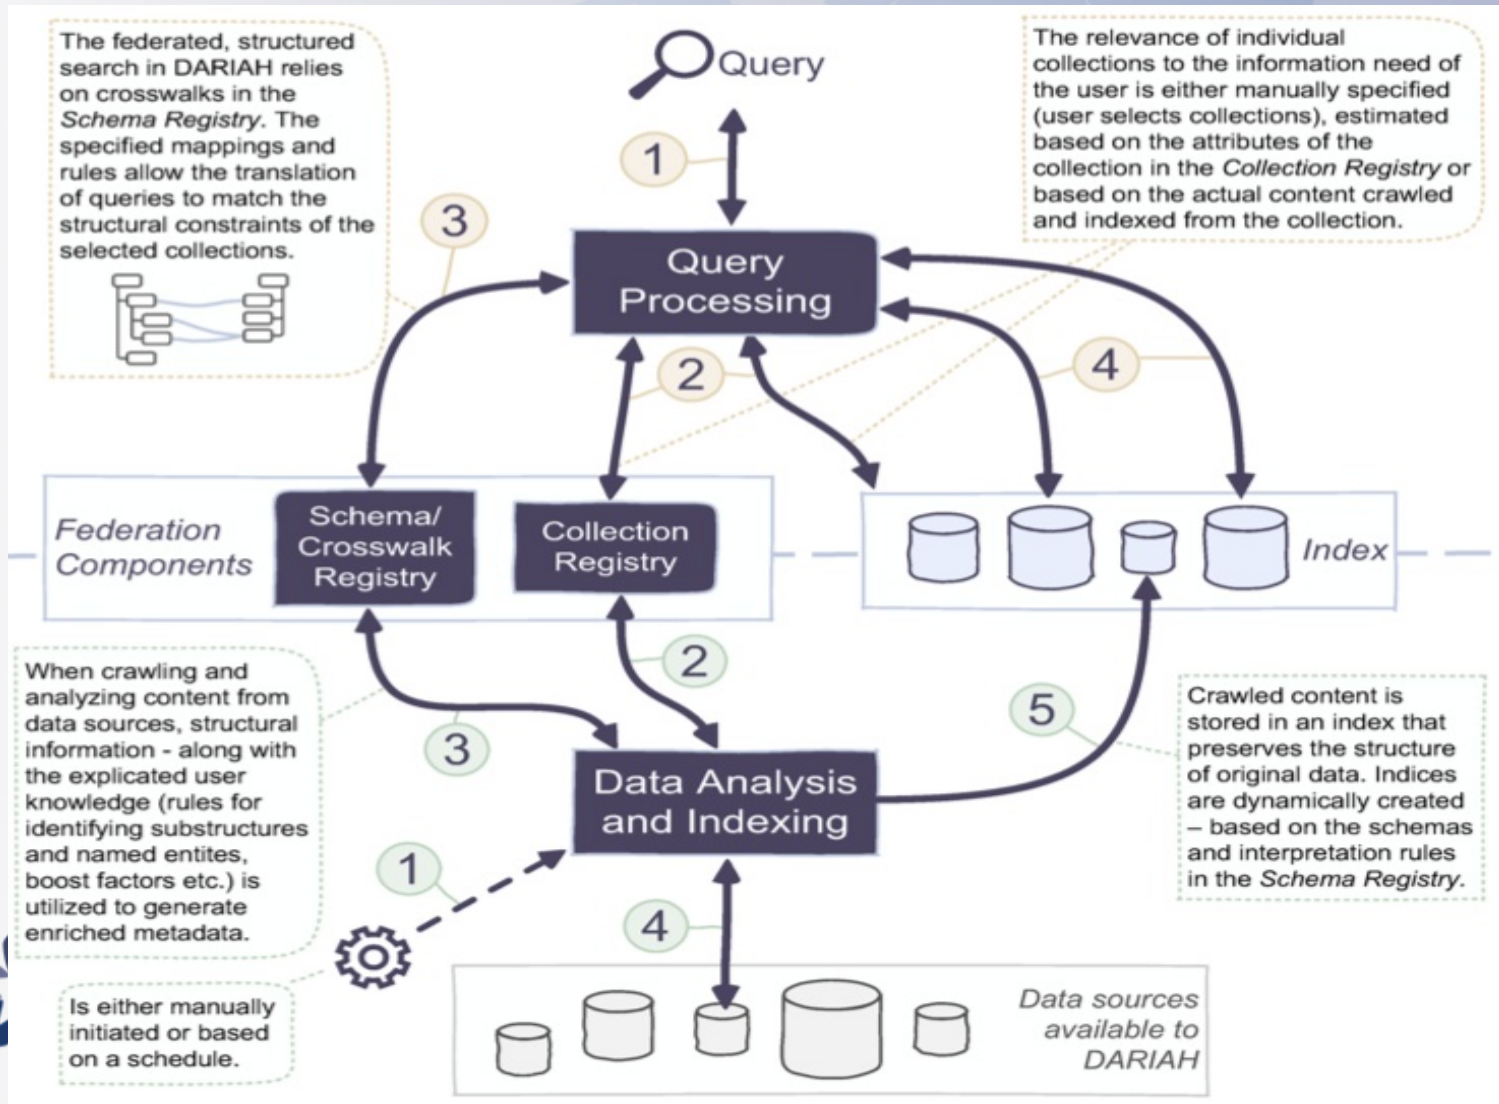 The federated, structured
search in DARIAH relies
on crosswalks in the
Schema Registry. The
specified mappings and
rules allow the translation
of queries to match the
structural constraints of the
selected collections.
Query
The relevance of individual
collections to the information need of
the user is either manually specified
(user selects collections), estimated
based on the attributes of the
collection in the Collection Registry or
based on the actual content crawled
and indexed from the collection.
1
3
Query
Processing
2
4
Federation
Components
Schema/
Crosswalk
Registry
Collection
Registry
Index
When crawling and
analyzing content from
data sources, structural
information - along with
the explicated user
knowledge (rules for
identifying substructures
and named entites,
boost factors etc.) is
utilized to generate
enriched metadata.
2
3
5
Crawled content is
stored in an index that
preserves the structure
of original data. Indices
are dynamically created
– based on the schemas
and interpretation rules
in the Schema Registry.
Data Analysis
and Indexing
1
4
Is either manually
initiated or based
on a schedule.
Data sources
available to
DARIAH